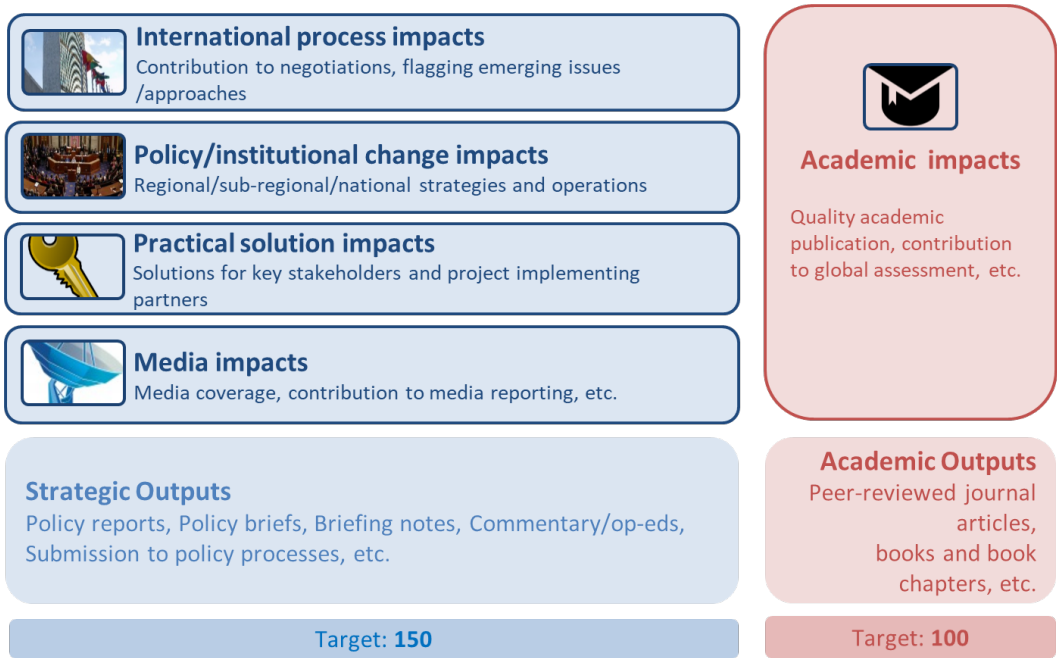 International process impacts
Contribution to negotiations, flagging emerging issues
/approaches
Policy/institutional change impacts
Regional/sub-regional/national strategies and operations
Practical solution impacts
Solutions for key stakeholders and project implementing
partners
Media impacts
Media coverage, contribution to media reporting, etc.
Academic impacts
Quality academic
publication, contribution
to global assessment, etc.
Strategic Outputs
Policy reports, Policy briefs, Briefing notes, Commentary/op-eds,
Submission to policy processes, etc.
Academic Outputs
Peer-reviewed journal
articles,
books and book
chapters, etc.
Target: 150
Target: 100